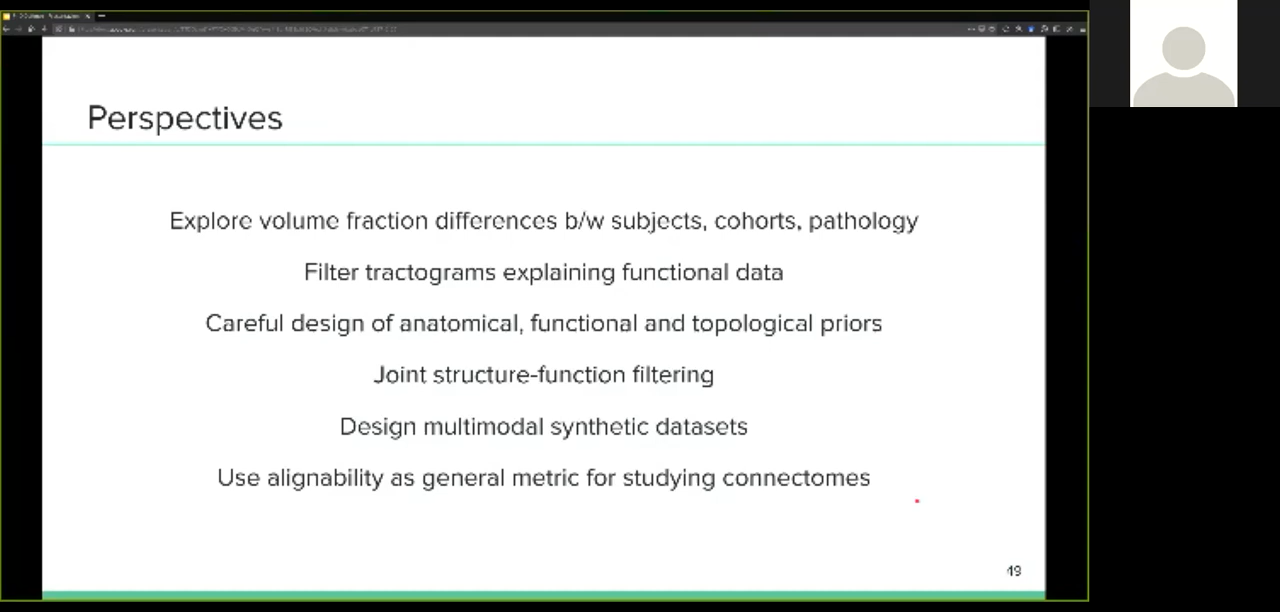 Perspectives
Explore volume fraction differences b/w subjects, cohorts, pathology
Filter tractograms explaining functional data
Careful design of anatomical, functional and topological priors
Joint structure-function filtering
Design multimodal synthetic datasets
Use alignability as general metric for studying connectomes
49